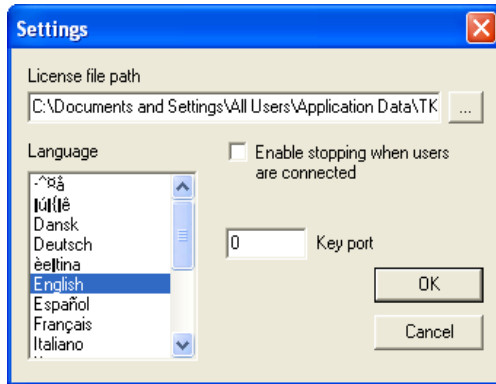 Settings
License file path
C:\Documents and Settings\All Users\Application Data\TK
...
Language
Enable stopping when users
are connected
-^¤å
Dansk
Deutsch
èeština
English
Español
Français
Italiano
0
Key port
OK
Cancel